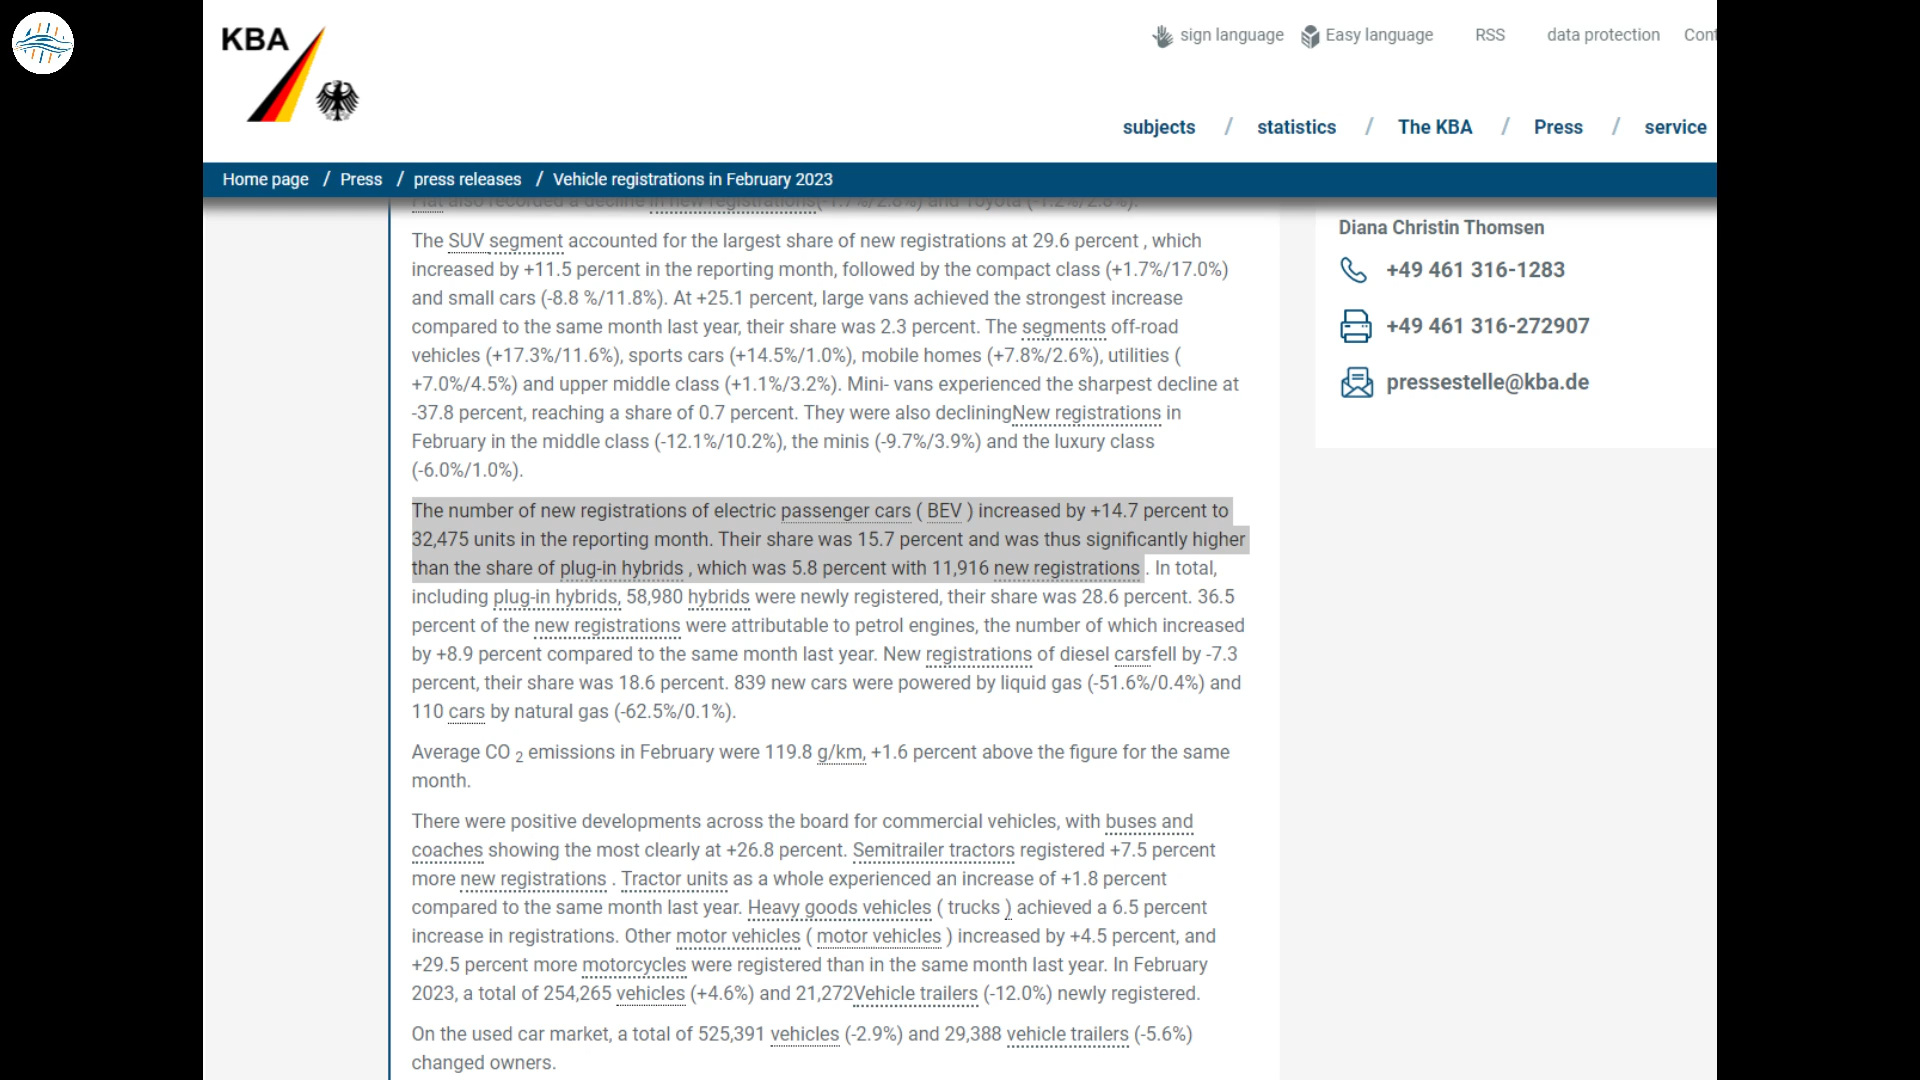 KBA
sign language
Easy language
RSS
data protection
Cont
subjects / statistics / The KBA / Press / service
Home page / Press / press releases / Vehicle registrations in February 2023
Fiat also recorded a decline in new registrations(-1.7%/2.6%) and Toyota (-1.2%/2.6%).
The SUV segment accounted for the largest share of new registrations at 29.6 percent , which
increased by +11.5 percent in the reporting month, followed by the compact class (+1.7%/17.0%)
and small cars (-8.8 %/11.8%). At +25.1 percent, large vans achieved the strongest increase
compared to the same month last year, their share was 2.3 percent. The segments off-road
vehicles (+17.3%/11.6%), sports cars (+14.5%/1.0%), mobile homes (+7.8%/2.6%), utilities (
+7.0%/4.5%) and upper middle class (+1.1%/3.2%). Mini- vans experienced the sharpest decline at
-37.8 percent, reaching a share of 0.7 percent. They were also decliningNew registrations in
February in the middle class (-12.1%/10.2%), the minis (-9.7%/3.9%) and the luxury class
(-6.0%/1.0%).
The number of new registrations of electric passenger cars ( BEV ) increased by +14.7 percent to
32,475 units in the reporting month. Their share was 15.7 percent and was thus significantly higher
than the share of plug-in hybrids , which was 5.8 percent with 11,916 new registrations . In total,
including plug-in hybrids, 58,980 hybrids were newly registered, their share was 28.6 percent. 36.5
percent of the new registrations were attributable to petrol engines, the number of which increased
by +8.9 percent compared to the same month last year. New registrations of diesel carsfell by -7.3
percent, their share was 18.6 percent. 839 new cars were powered by liquid gas (-51.6%/0.4%) and
110 cars by natural gas (-62.5%/0.1%).
Average CO 2 emissions in February were 119.8 g/km, +1.6 percent above the figure for the same
month.
There were positive developments across the board for commercial vehicles, with buses and
coaches showing the most clearly at +26.8 percent. Semitrailer tractors registered +7.5 percent
more new registrations . Tractor units as a whole experienced an increase of +1.8 percent
compared to the same month last year. Heavy goods vehicles ( trucks ) achieved a 6.5 percent
increase in registrations. Other motor vehicles ( motor vehicles ) increased by +4.5 percent, and
+29.5 percent more motorcycles were registered than in the same month last year. In February
2023, a total of 254,265 vehicles (+4.6%) and 21,272Vehicle trailers (-12.0%) newly registered.
On the used car market, a total of 525,391 vehicles (-2.9%) and 29,388 vehicle trailers (-5.6%)
changed owners.
Diana Christin Thomsen
+49 461 316-1283
+49 461 316-272907
pressestelle@kba.de